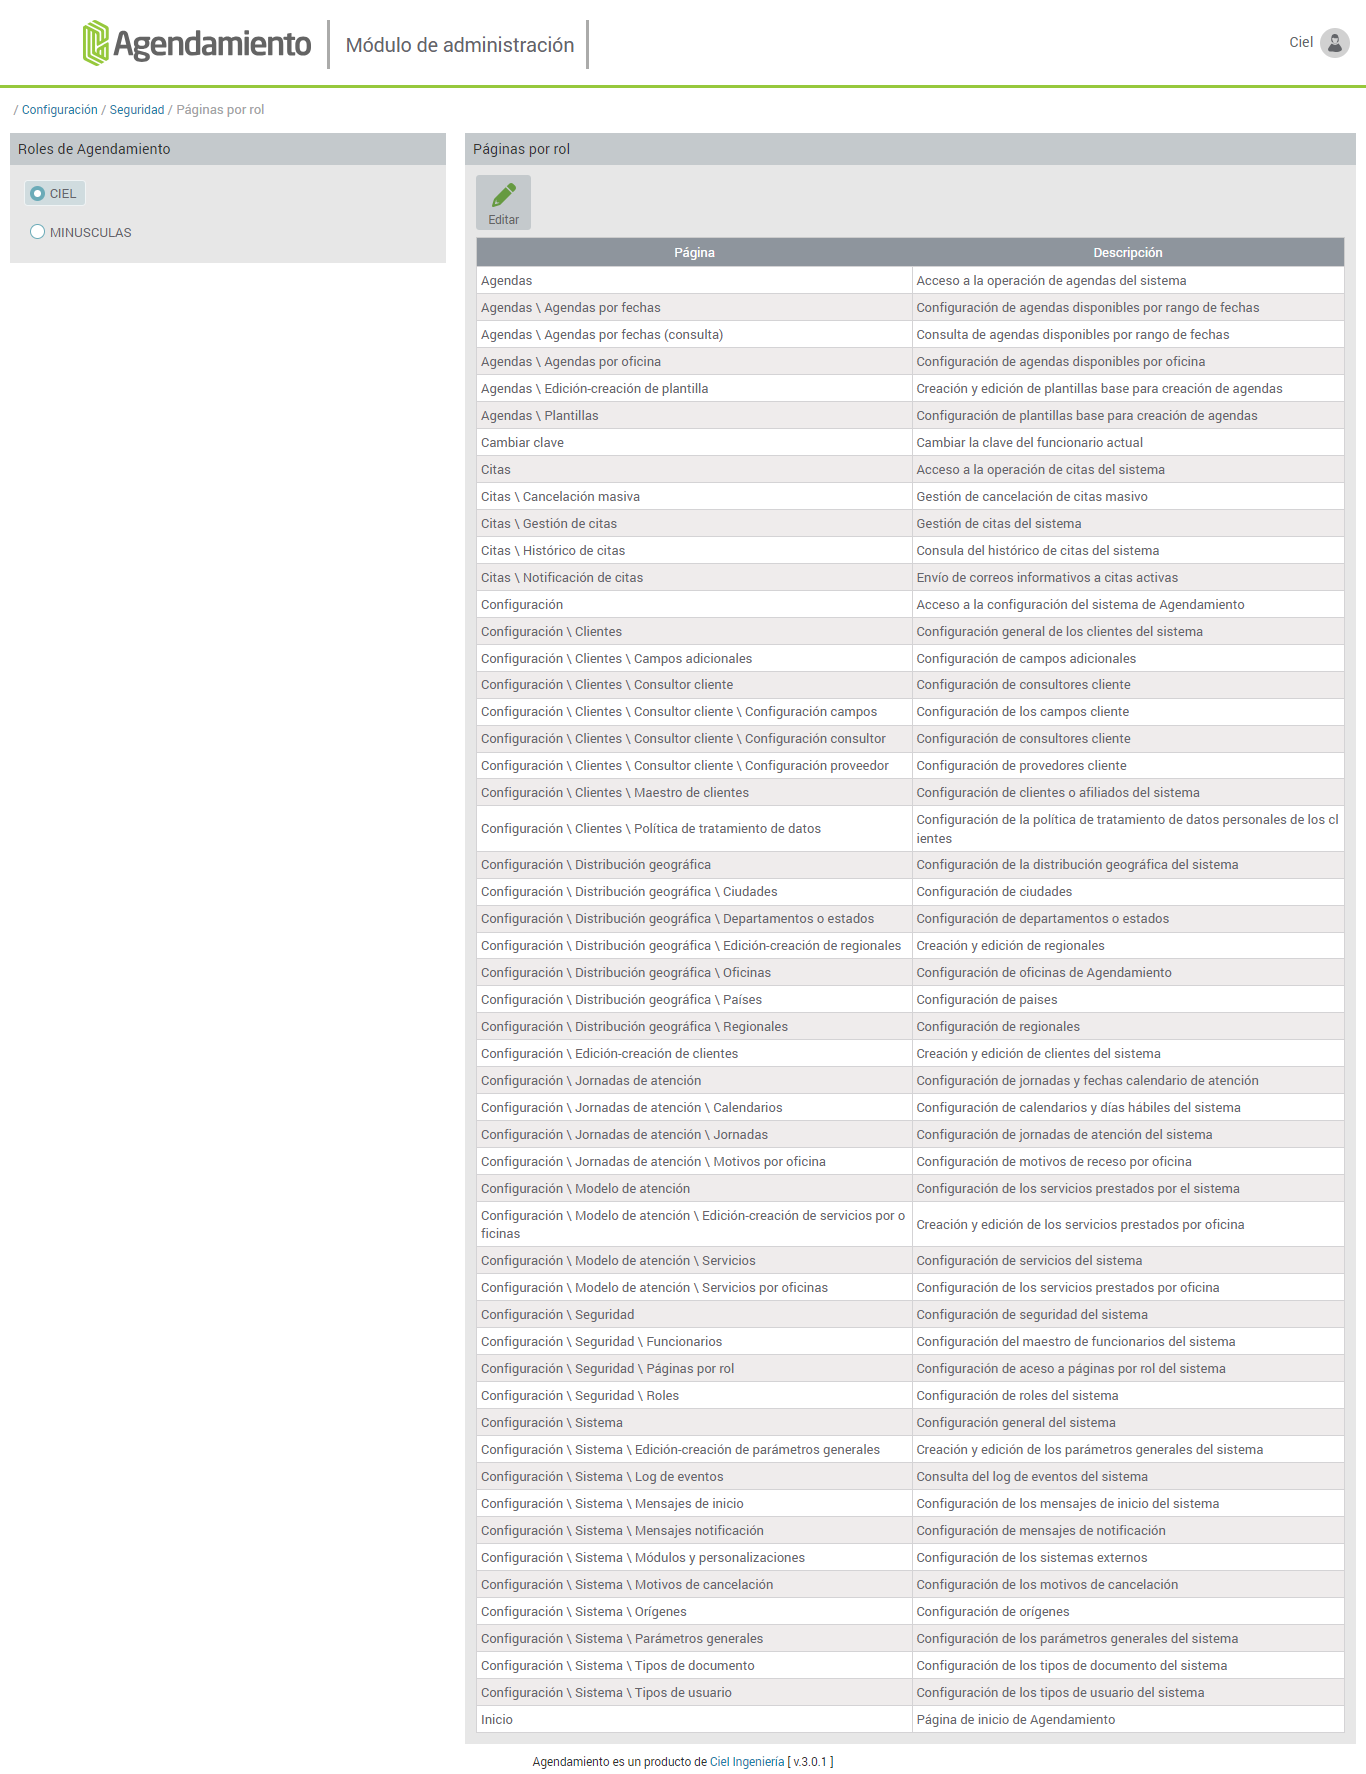 Agendamiento
Módulo de administración
Ciel
/ Configuración / Seguridad / Páginas por rol
Roles de Agendamiento
CIEL
MINUSCULAS
Páginas por rol
Editar
Página Descripción
Agendas Acceso a la operación de agendas del sistema
Agendas \ Agendas por fechas Configuración de agendas disponibles por rango de fechas
Agendas \ Agendas por fechas (consulta) Consulta de agendas disponibles por rango de fechas
Agendas \ Agendas por oficina Configuración de agendas disponibles por oficina
Agendas \ Edición-creación de plantilla Creación y edición de plantillas base para creación de agendas
Agendas \ Plantillas Configuración de plantillas base para creación de agendas
Cambiar clave Cambiar la clave del funcionario actual
Citas Acceso a la operación de citas del sistema
Citas \ Cancelación masiva Gestión de cancelación de citas masivo
Citas \ Gestión de citas Gestión de citas del sistema
Citas \ Histórico de citas Consula del histórico de citas del sistema
Citas \ Notificación de citas Envío de correos informativos a citas activas
Configuración Acceso a la configuración del sistema de Agendamiento
Configuración \ Clientes Configuración general de los clientes del sistema
Configuración \ Clientes \ Campos adicionales Configuración de campos adicionales
Configuración \ Clientes \ Consultor cliente Configuración de consultores cliente
Configuración \ Clientes \ Consultor cliente \ Configuración campos Configuración de los campos cliente
Configuración \ Clientes \ Consultor cliente \ Configuración consultor Configuración de consultores cliente
Configuración \ Clientes \ Consultor cliente \ Configuración proveedor Configuración de provedores cliente
Configuración \ Clientes \ Maestro de clientes Configuración de clientes o afiliados del sistema
Configuración \ Clientes \ Política de tratamiento de datos Configuración de la política de tratamiento de datos personales de los cl
ientes
Configuración \ Distribución geográfica Configuración de la distribución geográfica del sistema
Configuración \ Distribución geográfica \ Ciudades Configuración de ciudades
Configuración \ Distribución geográfica \ Departamentos o estados Configuración de departamentos o estados
Configuración \ Distribución geográfica \ Edición-creación de regionales Creación y edición de regionales
Configuración \ Distribución geográfica \ Oficinas Configuración de oficinas de Agendamiento
Configuración \ Distribución geográfica \ Países Configuración de paises
Configuración \ Distribución geográfica \ Regionales Configuración de regionales
Configuración \ Edición-creación de clientes Creación y edición de clientes del sistema
Configuración \ Jornadas de atención Configuración de jornadas y fechas calendario de atención
Configuración \ Jornadas de atención \ Calendarios Configuración de calendarios y días hábiles del sistema
Configuración \ Jornadas de atención \ Jornadas Configuración de jornadas de atención del sistema
Configuración \ Jornadas de atención \ Motivos por oficina Configuración de motivos de receso por oficina
Configuración \ Modelo de atención Configuración de los servicios prestados por el sistema
Configuración \ Modelo de atención \ Edición-creación de servicios por o
ficinas Creación y edición de los servicios prestados por oficina
Configuración \ Modelo de atención \ Servicios Configuración de servicios del sistema
Configuración \ Modelo de atención \ Servicios por oficinas Configuración de los servicios prestados por oficina
Configuración \ Seguridad Configuración de seguridad del sistema
Configuración \ Seguridad \ Funcionarios Configuración del maestro de funcionarios del sistema
Configuración \ Seguridad \ Páginas por rol Configuración de aceso a páginas por rol del sistema
Configuración \ Seguridad \ Roles Configuración de roles del sistema
Configuración \ Sistema Configuración general del sistema
Configuración \ Sistema \ Edición-creación de parámetros generales Creación y edición de los parámetros generales del sistema
Configuración \ Sistema \ Log de eventos Consulta del log de eventos del sistema
Configuración \ Sistema \ Mensajes de inicio Configuración de los mensajes de inicio del sistema
Configuración \ Sistema \ Mensajes notificación Configuración de mensajes de notificación
Configuración \ Sistema \ Módulos y personalizaciones Configuración de los sistemas externos
Configuración \ Sistema \ Motivos de cancelación Configuración de los motivos de cancelación
Configuración \ Sistema \ Orígenes Configuración de orígenes
Configuración \ Sistema \ Parámetros generales Configuración de los parámetros generales del sistema
Configuración \ Sistema \ Tipos de documento Configuración de los tipos de documento del sistema
Configuración \ Sistema \ Tipos de usuario Configuración de los tipos de usuario del sistema
Inicio Página de inicio de Agendamiento
Agendamiento es un producto de Ciel Ingeniería [ v.3.0.1 ]